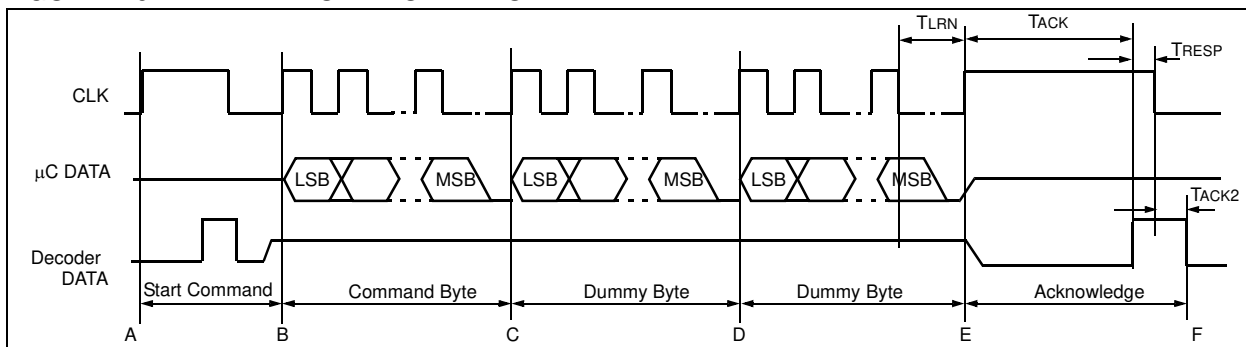 TLRN TACK
TRESP
CLK
μC DATA LSB MSB LSB MSB LSB MSB
TACK2
Decoder
DATA
Start Command Command Byte Dummy Byte Dummy Byte Acknowledge
A B C D E F